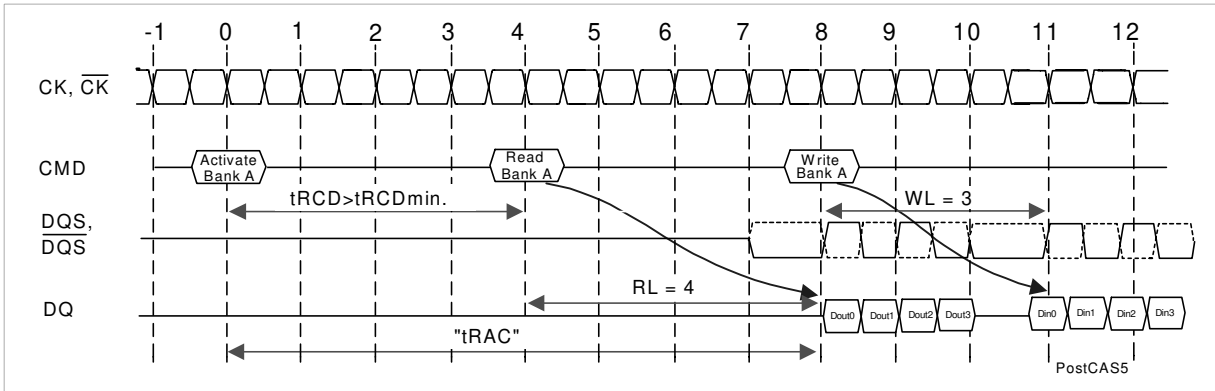 -1 0 1 2 3 4 5 6 7 8 9 10 11 12
CK, CK
CMD
Activate
Bank A
Read
Bank A
Write
Bank A
tRCD>tRCDmin.
WL = 3
DQS,
DQS
RL = 4
DQ
Dout0 Dout1 Dout2 Dout3
Din0 Din1 Din2 Din3
"tRAC"
PostCAS5